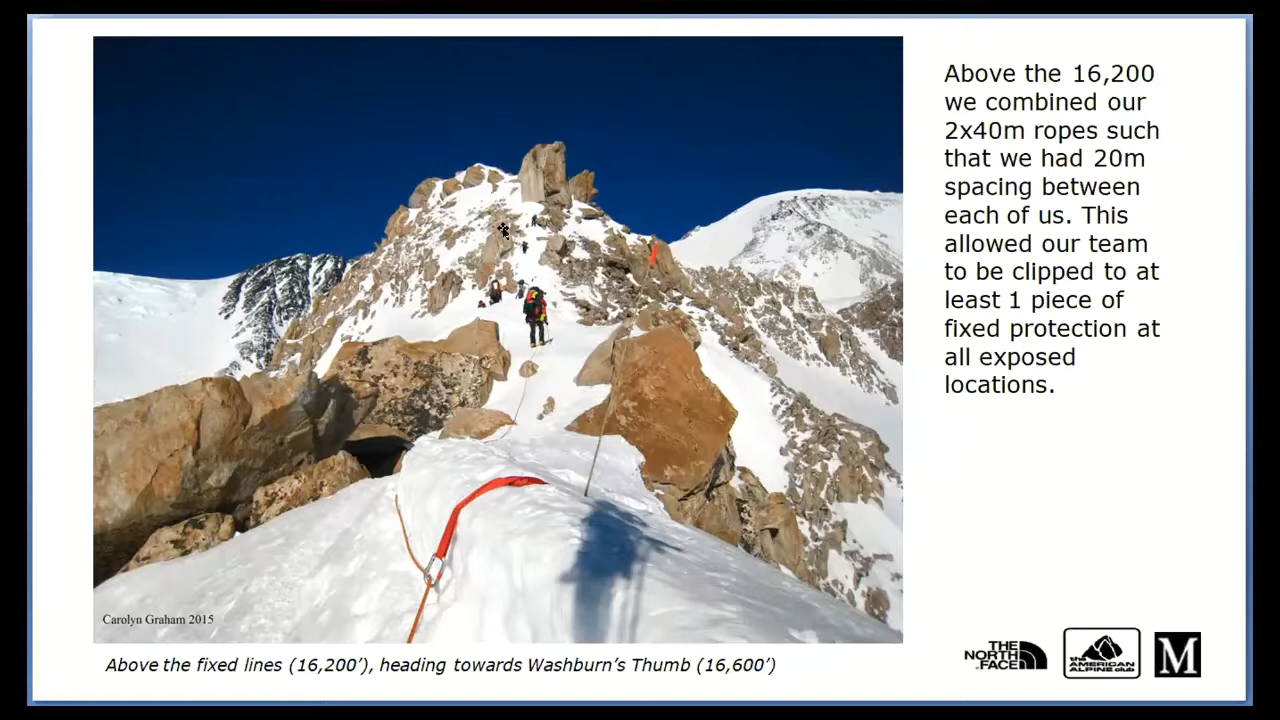 Above the 16,200
we combined our
2x40m ropes such
that we had 20m
spacing between
each of us. This
allowed our team
to be clipped to at
least 1 piece of
fixed protection at
all exposed
locations.
Carolyn Graham 2015
Above the fixed lines (16,200’), heading towards Washburn’s Thumb (16,600’)
THE
NORTH
FACE
the
AMERICAN
ALPINE club
M